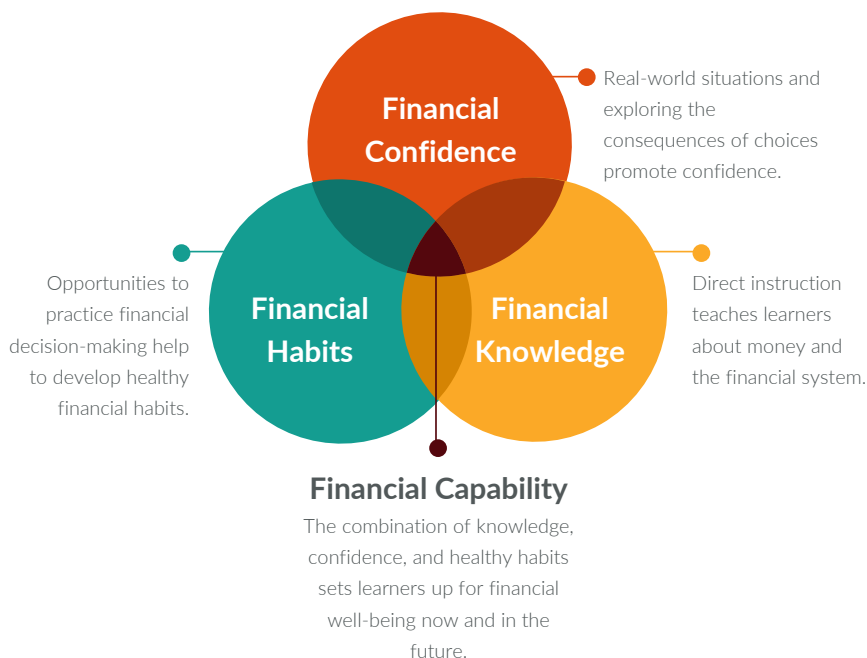 Financial
Confidence
Real-world situations and
exploring the
consequences of choices
promote confidence.
Opportunities to
practice financial
decision-making help
to develop healthy
financial habits.
Financial
Habits
Financial
Knowledge
Direct instruction
teaches learners
about money and
the financial system.
Financial Capability
The combination of knowledge,
confidence, and healthy habits
sets learners up for financial
well-being now and in the
future.